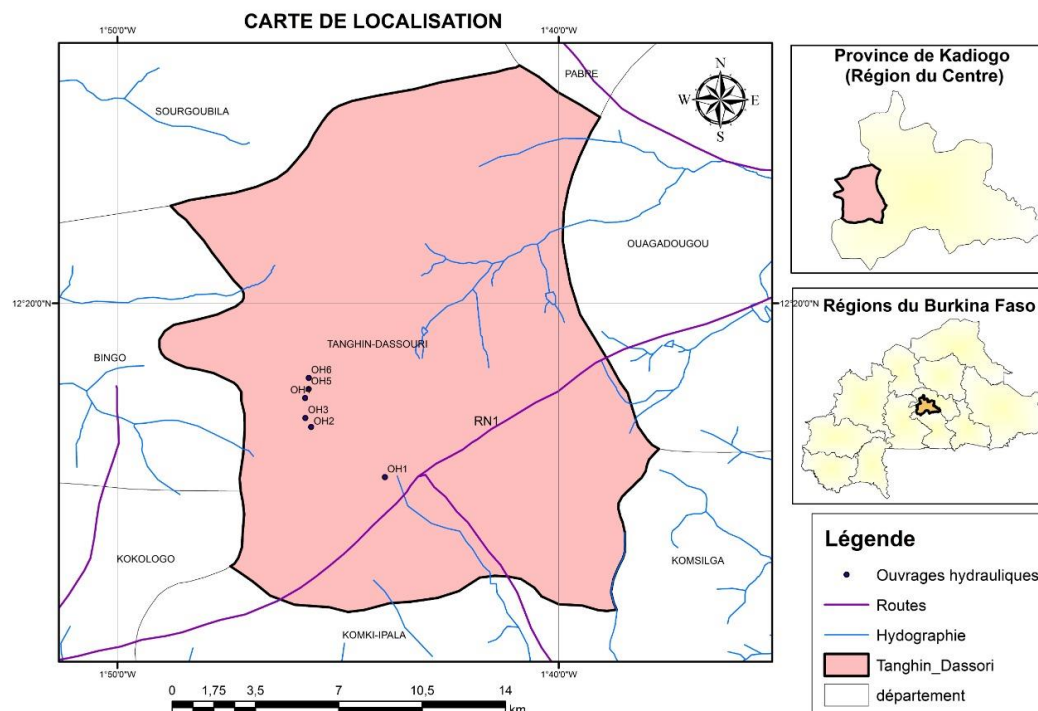 CARTE DE LOCALISATION
1°50'0"W
1°40'0"W
PABRE
N
W
E
S
SOURGOUBILA
OUAGADOUGOU
12°20'0"N
12°20'0"N
TANGHIN-DASSOURI
BINGO
OH6
OH5
OH3
OH2
RN1
OH1
KOKOLOGO
KOMSILGA
KOMKI-IPALA
1°50'0"W
1°40'0"W
0 1,75 3,5 7 10,5 14
km
Province de Kadiogo
(Région du Centre)
Régions du Burkina Faso
Légende
Ouvrages hydrauliques
Routes
Hydographie
Tanghin_Dassori
département